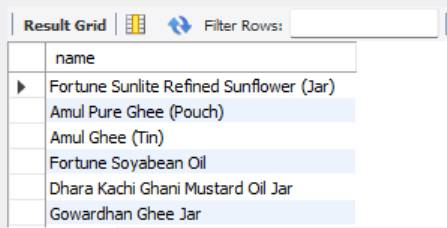 Result Grid Filter Rows:
name
Fortune Sunlite Refined Sunflower (Jar)
Amul Pure Ghee (Pouch)
Amul Ghee (Tin)
Fortune Soyabean Oil
Dhara Kachi Ghani Mustard Oil Jar
Gowardhan Ghee Jar